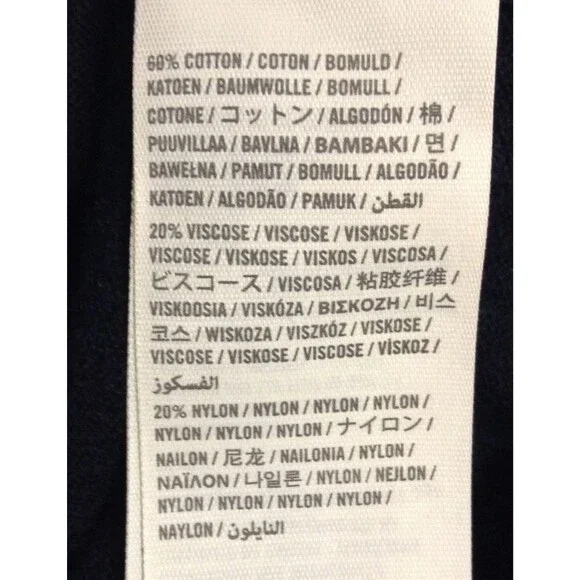 60% COTTON / COTON / BOMULD /
KATOEN / BAUMWOLLE / BOMULL /
COTONE / コットン / ALGODÓN / 棉 /
PUUVILLAA / BAVLNA / BAMBAKI / 면 /
BAWEŁNA / PAMUT / BOMULL / ALGODÃO /
KATOEN / ALGODÃO / PAMUK / القطن
20% VISCOSE / VISCOSE / VISKOSE /
VISCOSE / VISKOSE / VISKOS / VISCOSA /
ビスコース / VISCOSA / 粘胶纤维 /
VISKOOSIA / VISKÓZA / ΒΙΣΚΟΖΗ / 비스
코스 / WISKOZA / VISZKÓZ / VISKOSE /
VISCOSE / VISKOSE / VISCOSE / VİSKOZ /
الفسكوز
20% NYLON / NYLON / NYLON / NYLON /
NYLON / NYLON / NYLON / ナイロン /
NAILON / 尼龙 / NAILONIA / NYLON /
ΝΑΪΛΟΝ / 나일론 / NYLON / NEJLON /
NYLON / NYLON / NYLON / NYLON /
NAYLON / النايلون